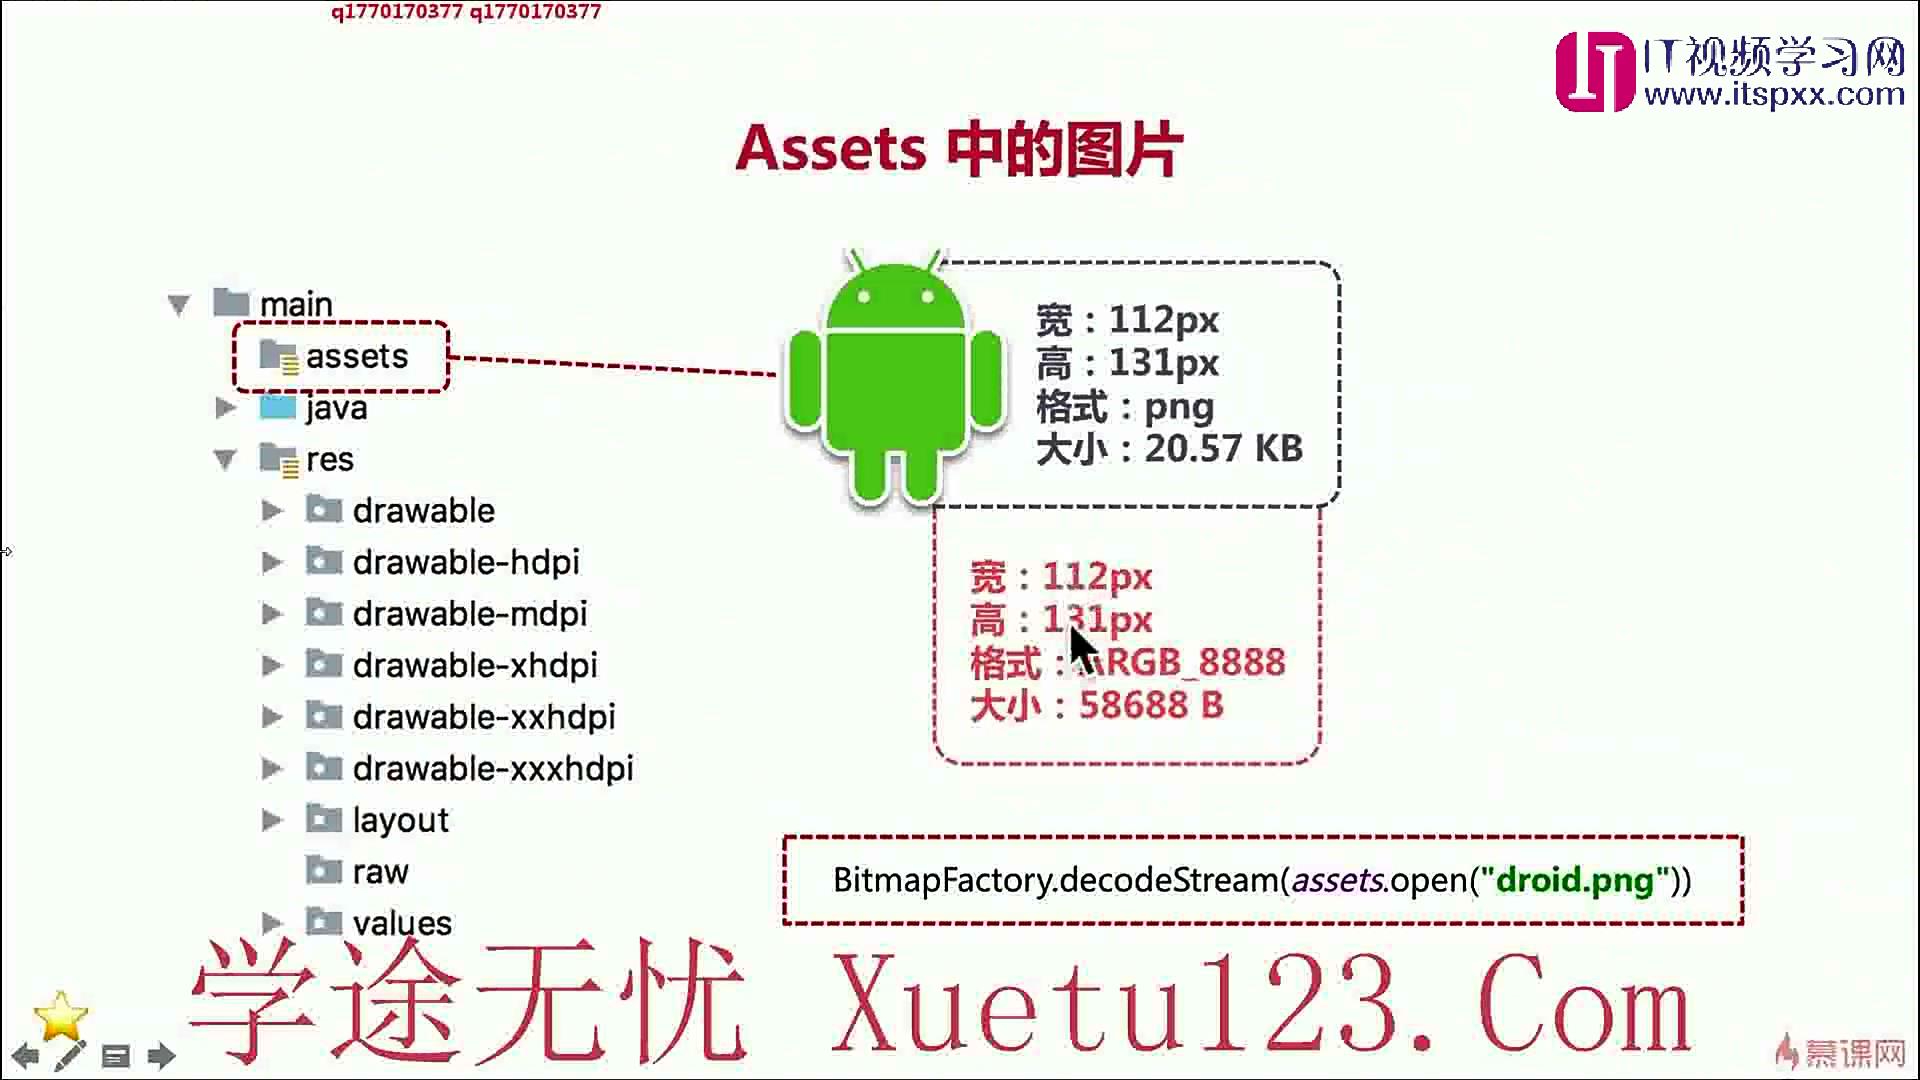 q1770170377 q1770170377
IT视频学习网
www.itspxx.com
Assets 中的图片
main
assets
java
res
drawable
drawable-hdpi
drawable-mdpi
drawable-xhdpi
drawable-xxhdpi
drawable-xxxhdpi
layout
raw
values
宽：112px
高：131px
格式：png
大小：20.57 KB
宽：112px
高：131px
格式：ARGB_8888
大小：58688 B
BitmapFactory.decodeStream(assets.open("droid.png"))
学途无忧 Xuetu123.Com
慕课网